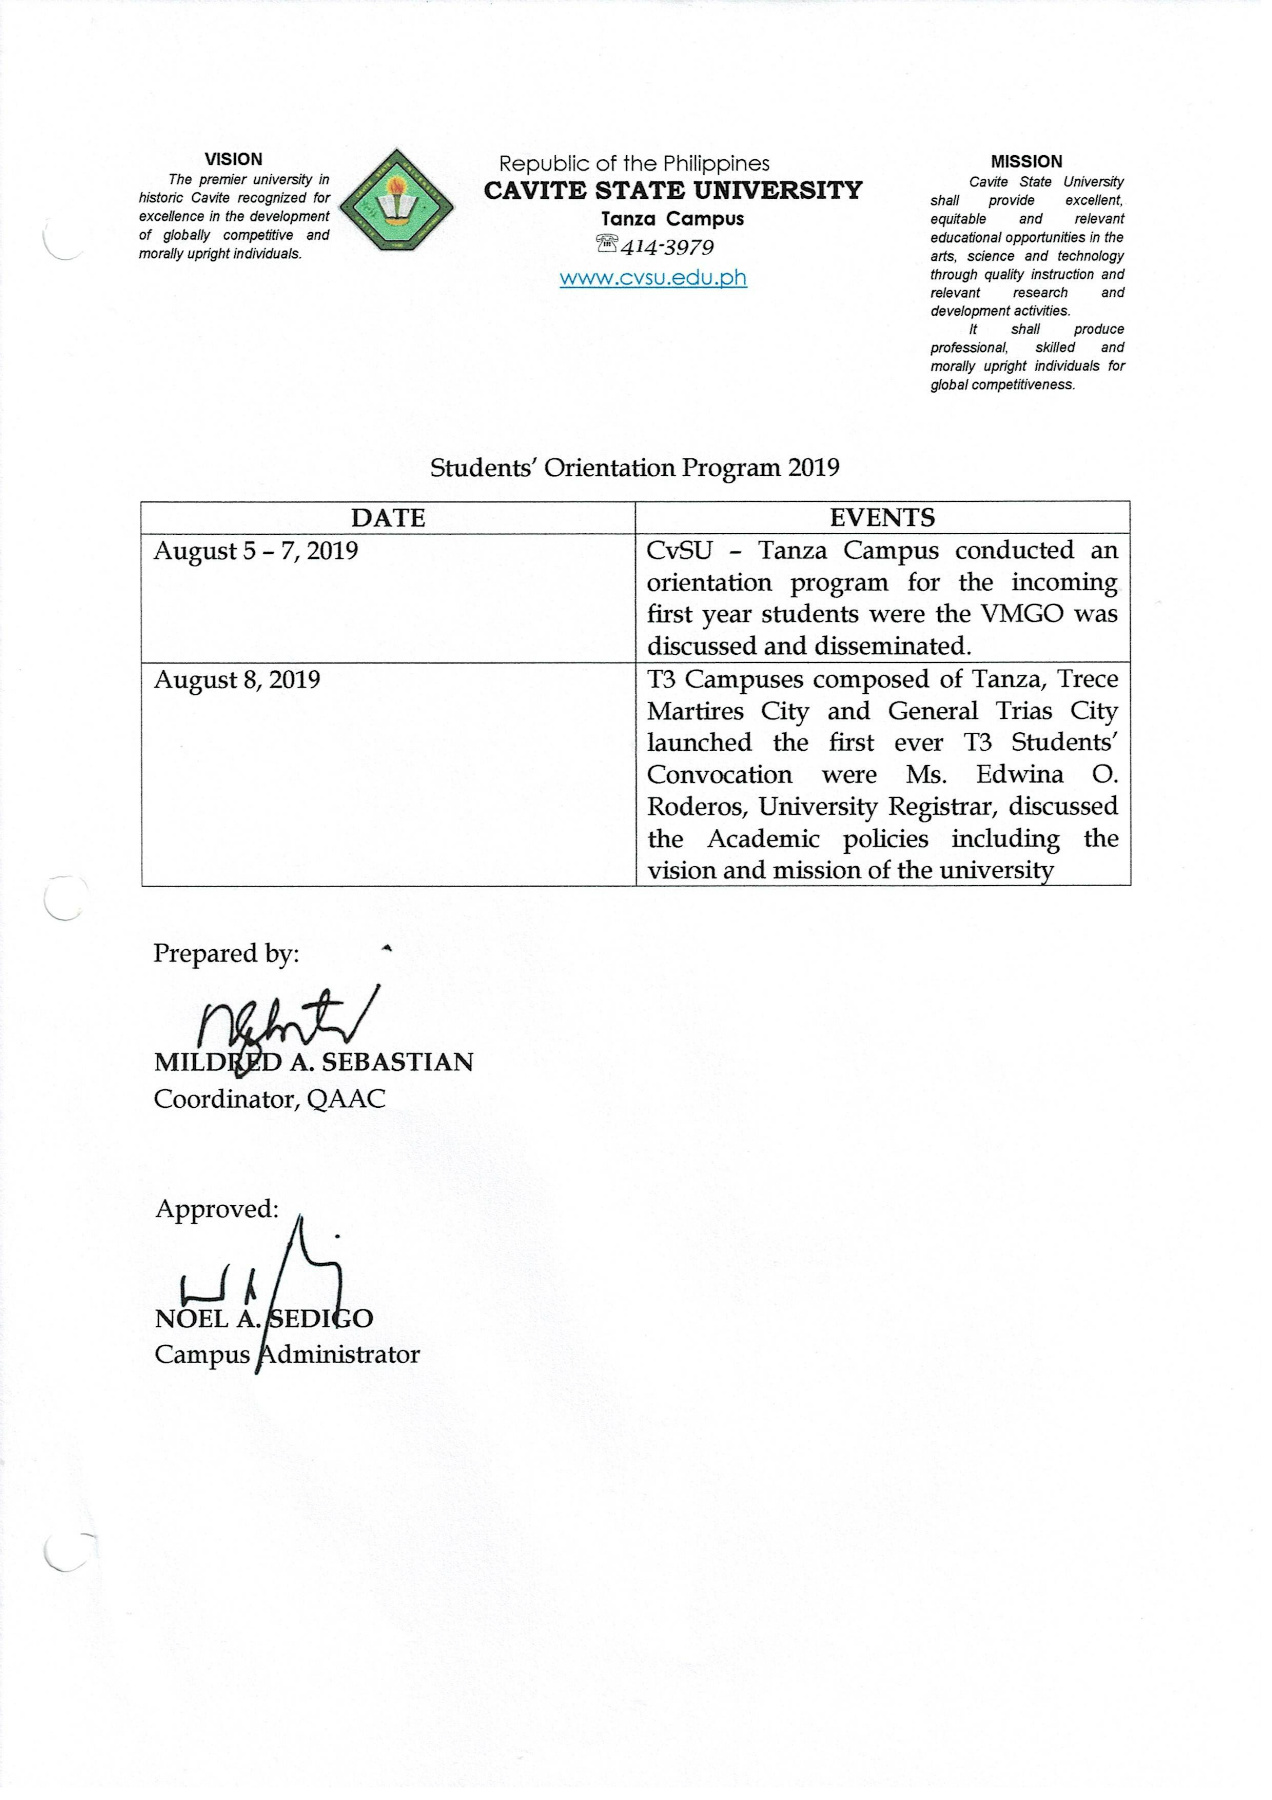 VISION
The premier university in
historic Cavite recognized for
excellence in the development
of globally competitive and
morally upright individuals.
Republic of the Philippines
CAVITE STATE UNIVERSITY
Tanza Campus
☏414-3979
www.cvsu.edu.ph
MISSION
Cavite State University
shall provide excellent,
equitable and relevant
educational opportunities in the
arts, science and technology
through quality instruction and
relevant research and
development activities.
It shall produce
professional, skilled and
morally upright individuals for
global competitiveness.
Students' Orientation Program 2019
DATE
EVENTS
August 5 – 7, 2019
CvSU – Tanza Campus conducted an
orientation program for the incoming
first year students were the VMGO was
discussed and disseminated.
August 8, 2019
T3 Campuses composed of Tanza, Trece
Martires City and General Trias City
launched the first ever T3 Students'
Convocation were Ms. Edwina O.
Roderos, University Registrar, discussed
the Academic policies including the
vision and mission of the university
Prepared by:
MILDRED A. SEBASTIAN
Coordinator, QAAC
Approved:
NOEL A. SEDIGO
Campus Administrator